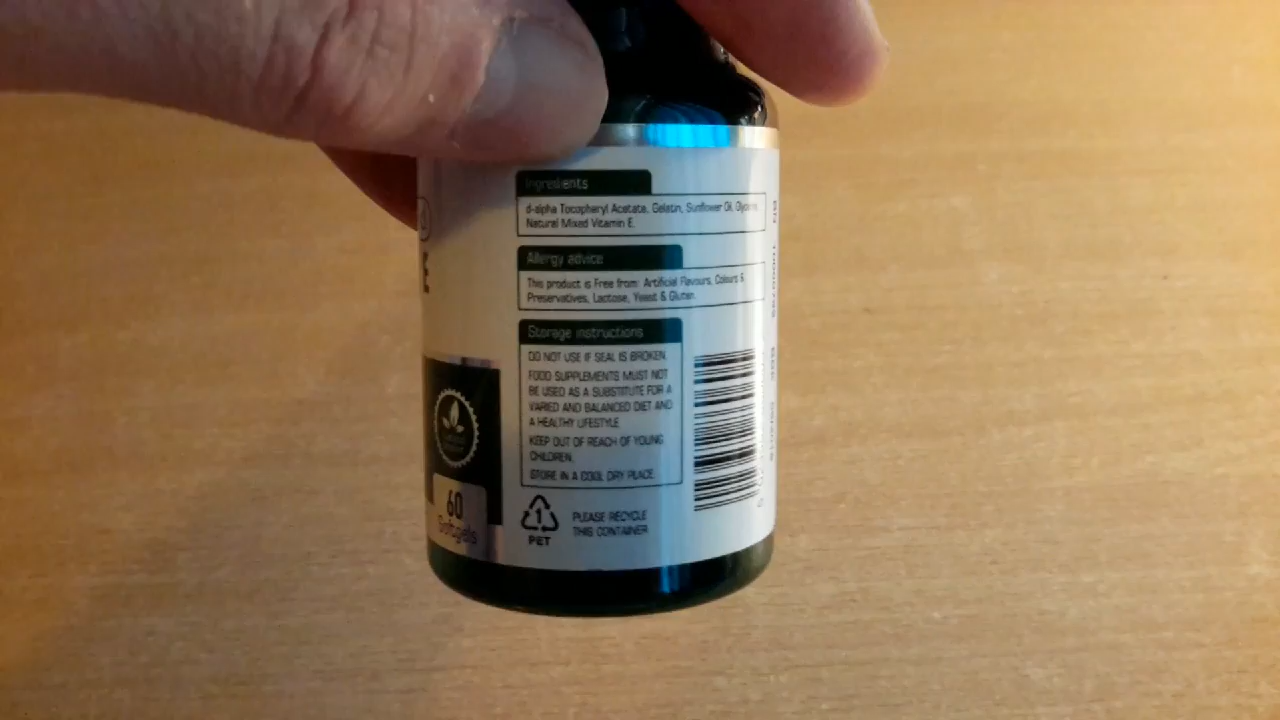 Ingredients
d-alpha Tocopheryl Acetate, Gelatin, Sunflower Oil,
Natural Mixed Vitamin E.
Allergy advice
This product is Free from: Artificial Flavours, Colours &
Preservatives, Lactose, Yeast & Gluten.
Storage instructions
DO NOT USE IF SEAL IS BROKEN.
FOOD SUPPLEMENTS MUST NOT
BE USED AS A SUBSTITUTE FOR A
VARIED AND BALANCED DIET AND
A HEALTHY LIFESTYLE
KEEP OUT OF REACH OF YOUNG
CHILDREN.
STORE IN A COOL DRY PLACE.
1
PET
PLEASE RECYCLE
THIS CONTAINER
60
Softgels
BN